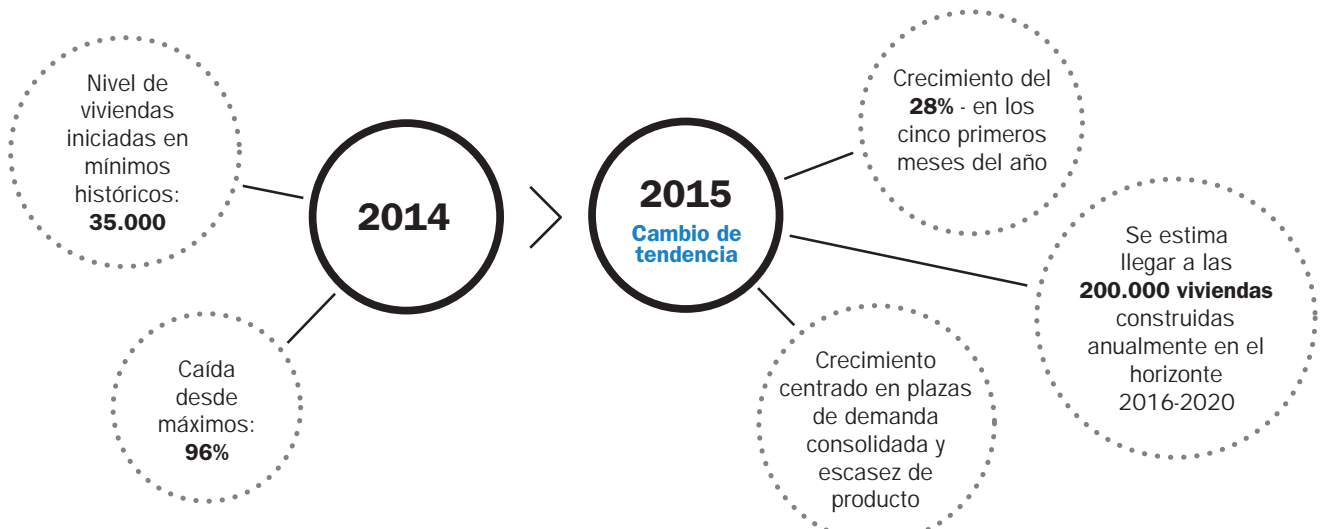 Nivel de
viviendas
iniciadas en
mínimos
históricos:
35.000
2014
Caída
desde
máximos:
96%
2015
Cambio de
tendencia
Crecimiento del
28% - en los
cinco primeros
meses del año
Se estima
llegar a las
200.000 viviendas
construidas
anualmente en el
horizonte
2016-2020
Crecimiento
centrado en plazas
de demanda
consolidada y
escasez de
producto